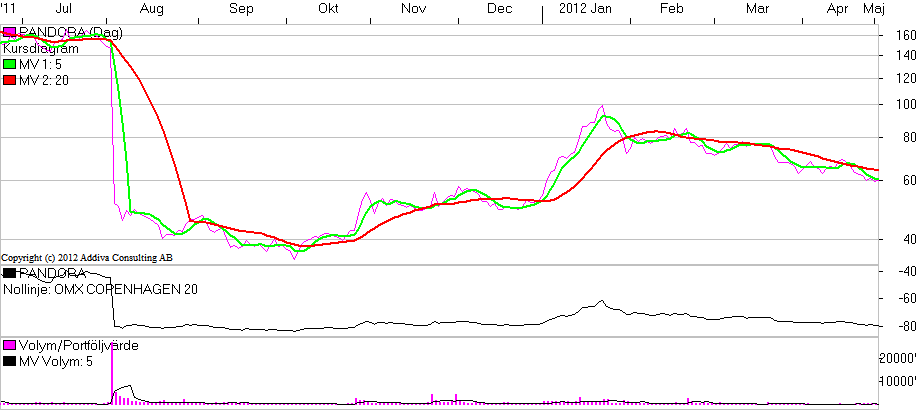 '11 Jul Aug Sep Okt Nov Dec 2012 Jan Feb Mar Apr Maj
PANDORA (Dag)
Kursdiagram
MV 1: 5
MV 2: 20
160
140
120
100
80
60
40
Copyright (c) 2012 Addiva Consulting AB
PANDORA
Nollinje: OMX COPENHAGEN 20
-40
-60
-80
Volym/Portföljvärde
MV Volym: 5
20000'
10000'